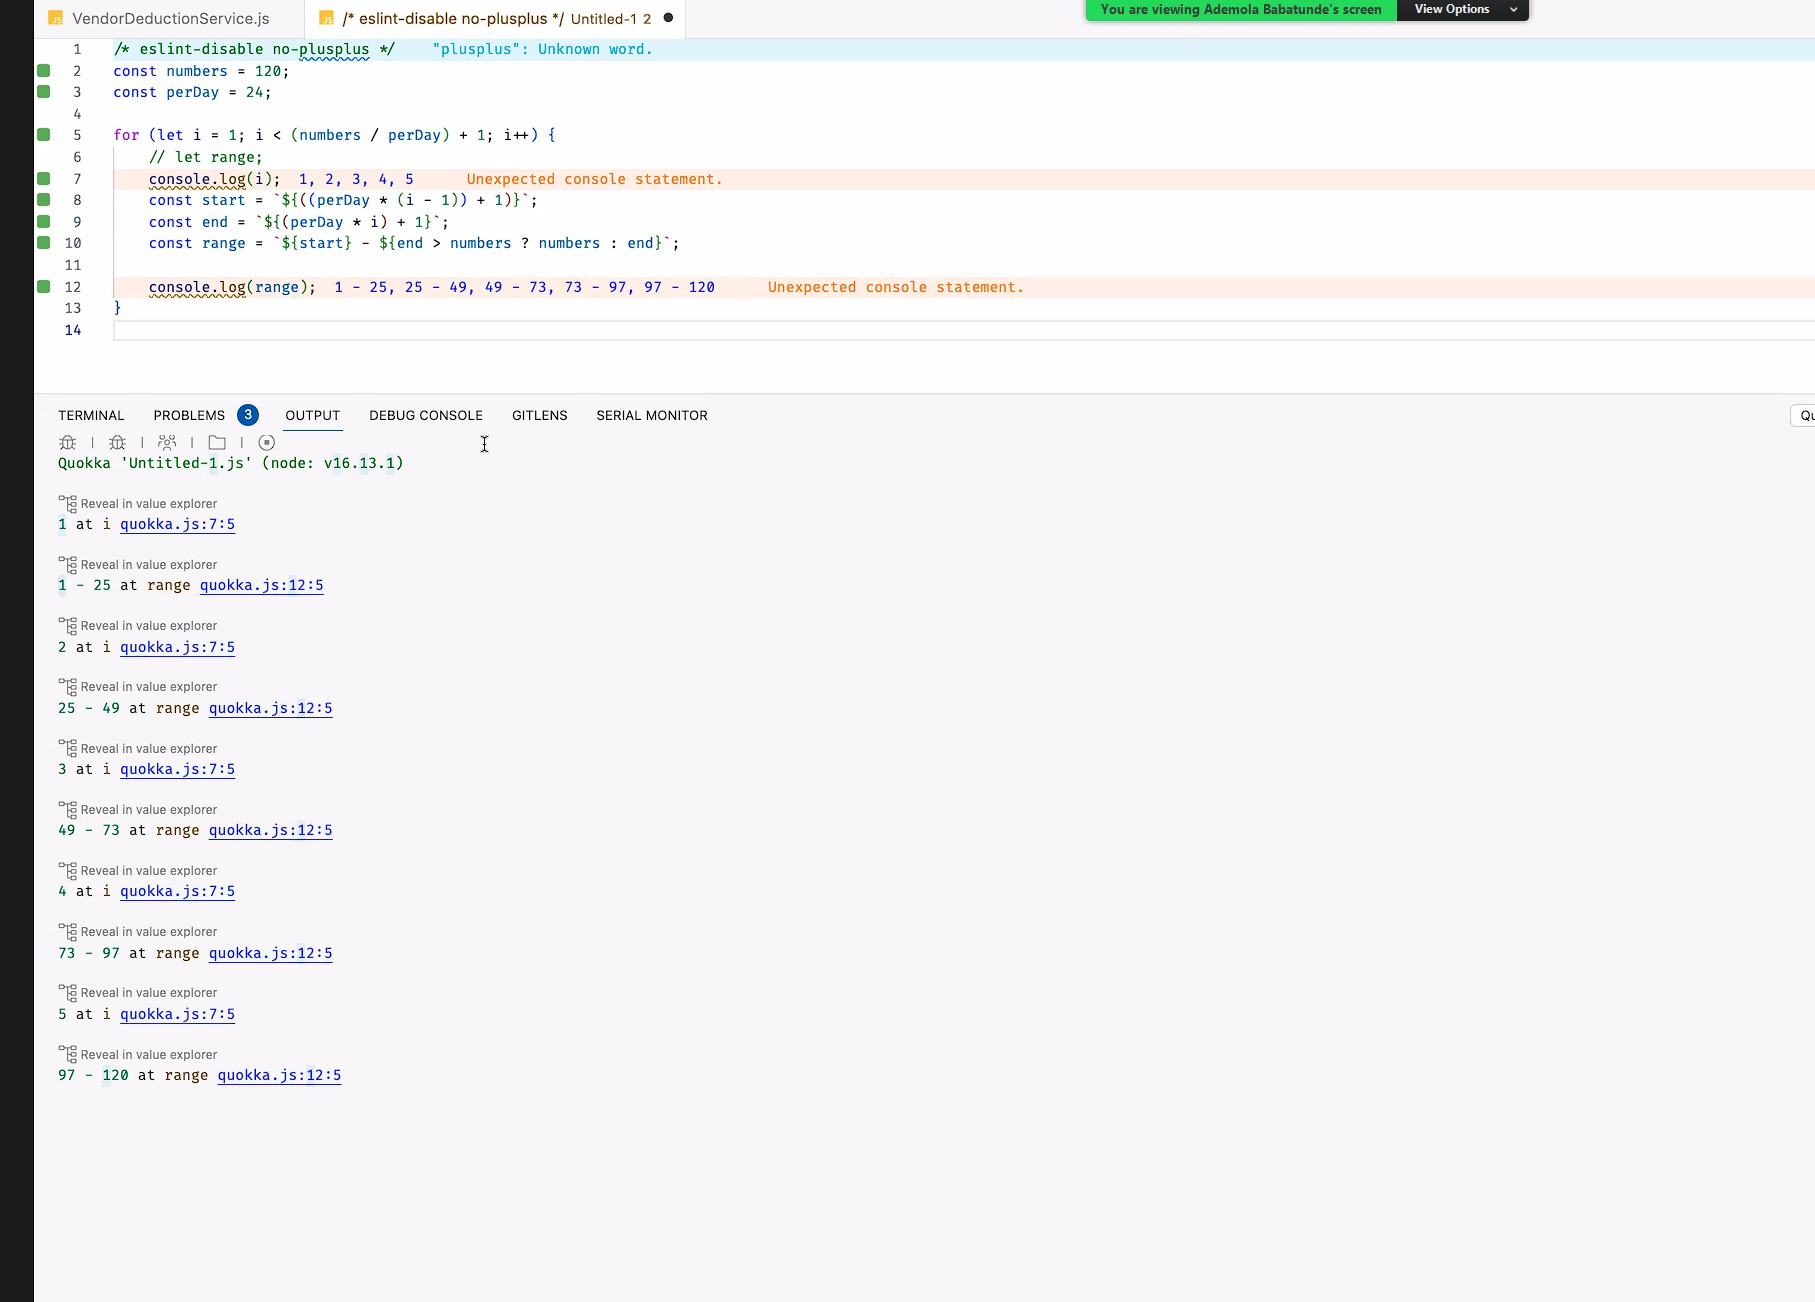 VendorDeductionService.js
/* eslint-disable no-plusplus */ Untitled-1 2
You are viewing Ademola Babatunde's screen
View Options
1 /* eslint-disable no-plusplus */ "plusplus": Unknown word.
2 const numbers = 120;
3 const perDay = 24;
4
5 for (let i = 1; i < (numbers / perDay) + 1; i++) {
6 // let range;
7 console.log(i); 1, 2, 3, 4, 5 Unexpected console statement.
8 const start = `${((perDay * (i - 1)) + 1)}`;
9 const end = `${(perDay * i) + 1}`;
10 const range = `${start} - ${end > numbers ? numbers : end}`;
11
12 console.log(range); 1 - 25, 25 - 49, 49 - 73, 73 - 97, 97 - 120 Unexpected console statement.
13 }
14
TERMINAL PROBLEMS 3 OUTPUT DEBUG CONSOLE GITLENS SERIAL MONITOR
Quokka 'Untitled-1.js' (node: v16.13.1)
Reveal in value explorer
1 at i quokka.js:7:5
Reveal in value explorer
1 - 25 at range quokka.js:12:5
Reveal in value explorer
2 at i quokka.js:7:5
Reveal in value explorer
25 - 49 at range quokka.js:12:5
Reveal in value explorer
3 at i quokka.js:7:5
Reveal in value explorer
49 - 73 at range quokka.js:12:5
Reveal in value explorer
4 at i quokka.js:7:5
Reveal in value explorer
73 - 97 at range quokka.js:12:5
Reveal in value explorer
5 at i quokka.js:7:5
Reveal in value explorer
97 - 120 at range quokka.js:12:5